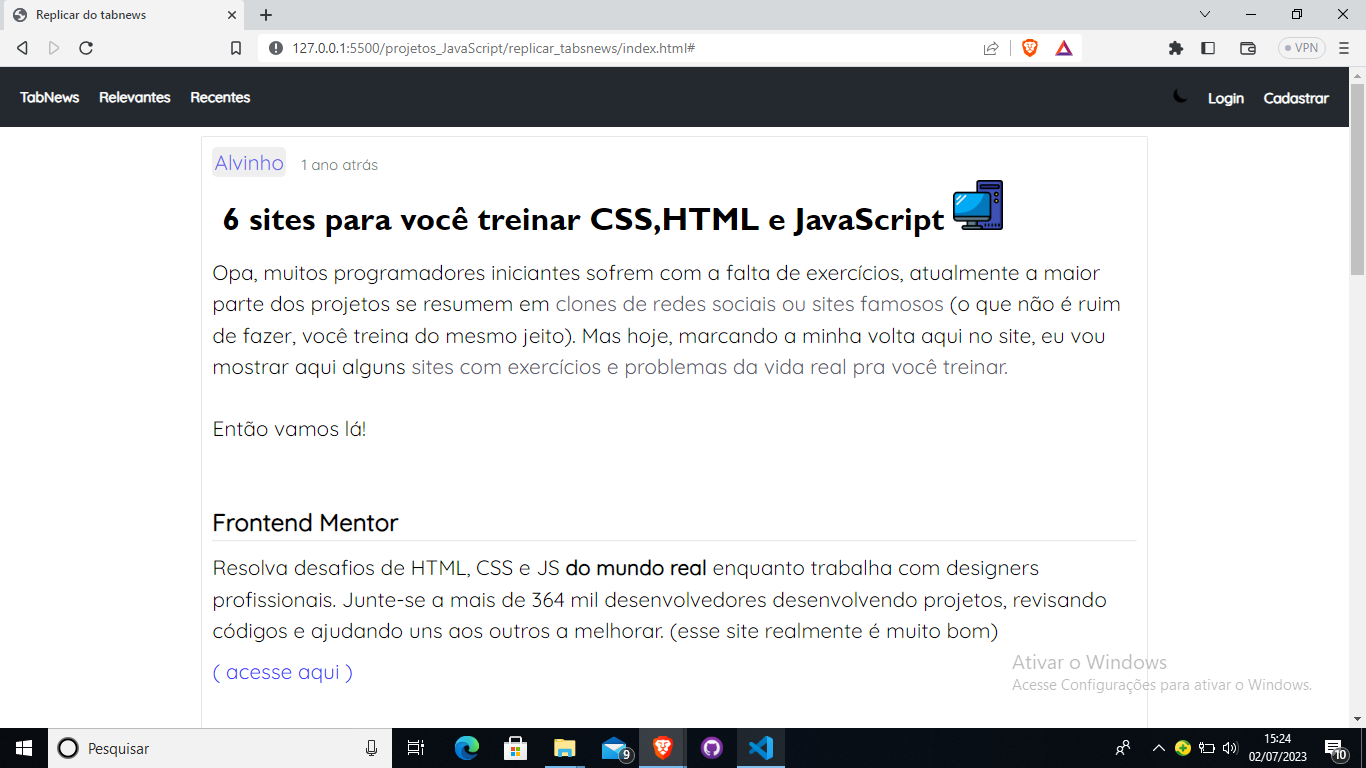 Replicar do tabnews
127.0.0.1:5500/projetos_JavaScript/replicar_tabsnews/index.html#
VPN
TabNews Relevantes Recentes Login Cadastrar
Alvinho 1 ano atrás
6 sites para você treinar CSS,HTML e JavaScript
Opa, muitos programadores iniciantes sofrem com a falta de exercícios, atualmente a maior
parte dos projetos se resumem em clones de redes sociais ou sites famosos (o que não é ruim
de fazer, você treina do mesmo jeito). Mas hoje, marcando a minha volta aqui no site, eu vou
mostrar aqui alguns sites com exercícios e problemas da vida real pra você treinar.
Então vamos lá!
Frontend Mentor
Resolva desafios de HTML, CSS e JS do mundo real enquanto trabalha com designers
profissionais. Junte-se a mais de 364 mil desenvolvedores desenvolvendo projetos, revisando
códigos e ajudando uns aos outros a melhorar. (esse site realmente é muito bom)
( acesse aqui )
Ativar o Windows
Acesse Configurações para ativar o Windows.
Pesquisar
9
15:24
02/07/2023
10